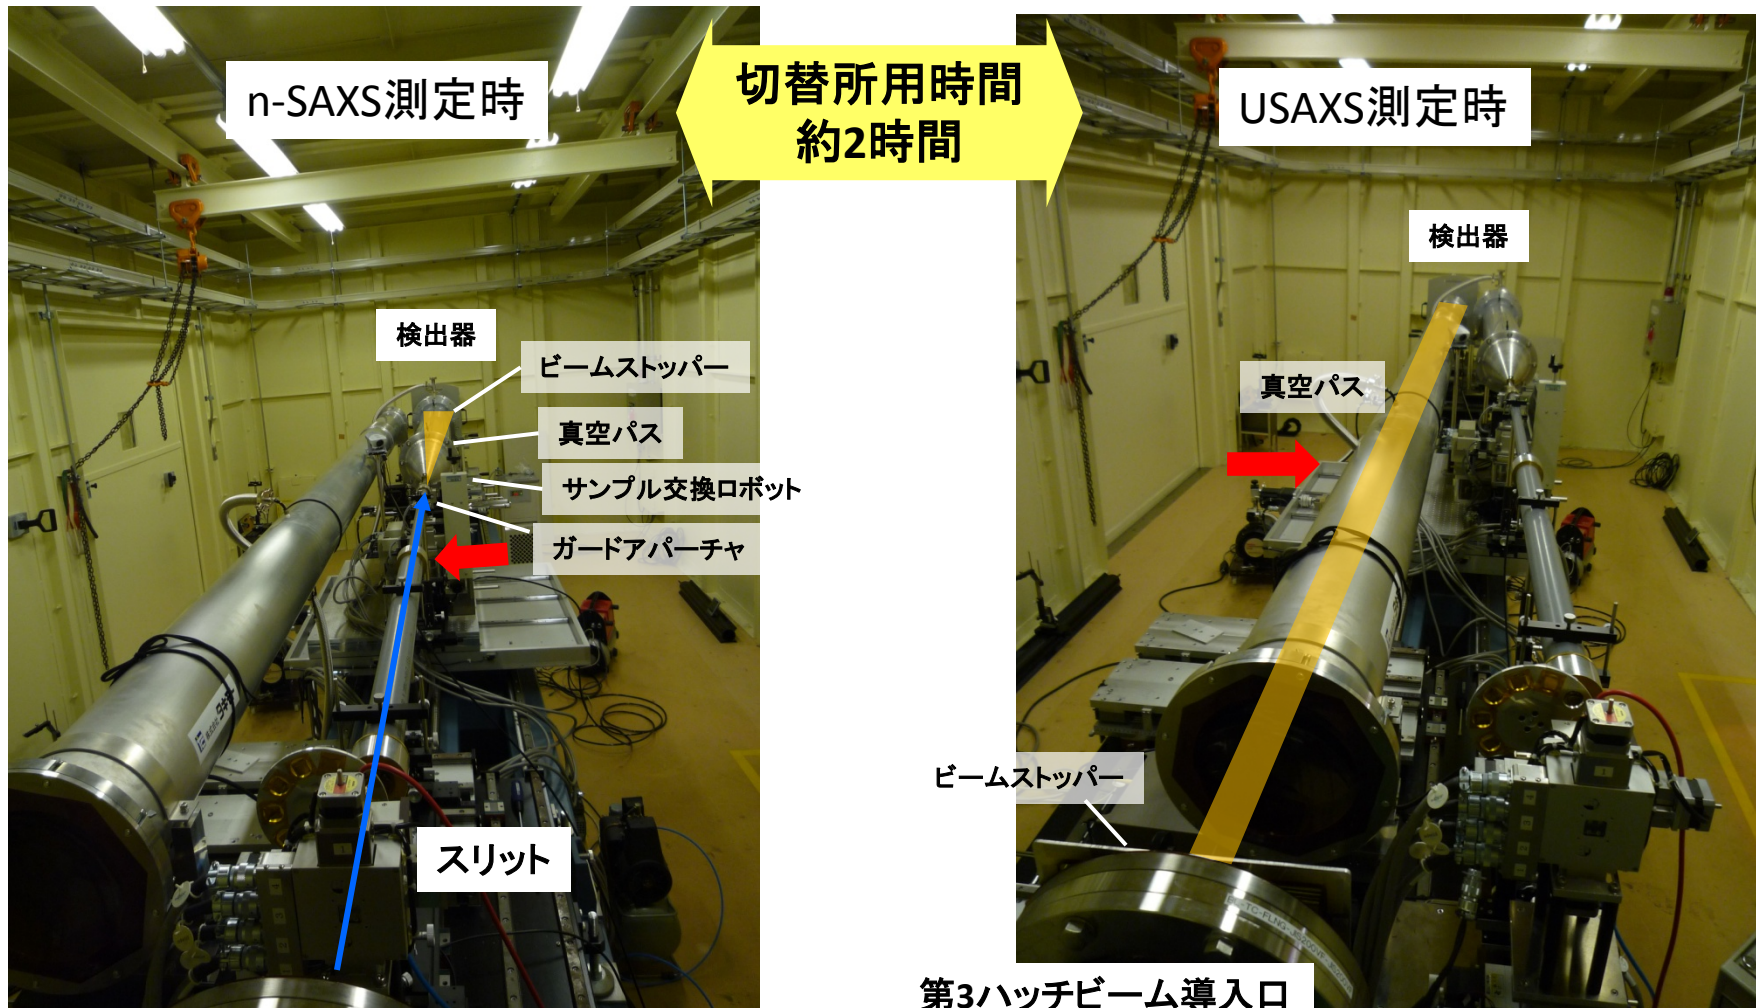 n-SAXS測定時
切替所用時間
約2時間
USAXS測定時
検出器
ビームストッパー
真空パス
サンプル交換ロボット
ガードアパーチャ
スリット
検出器
真空パス
ビームストッパー
第3ハッチビーム導入口